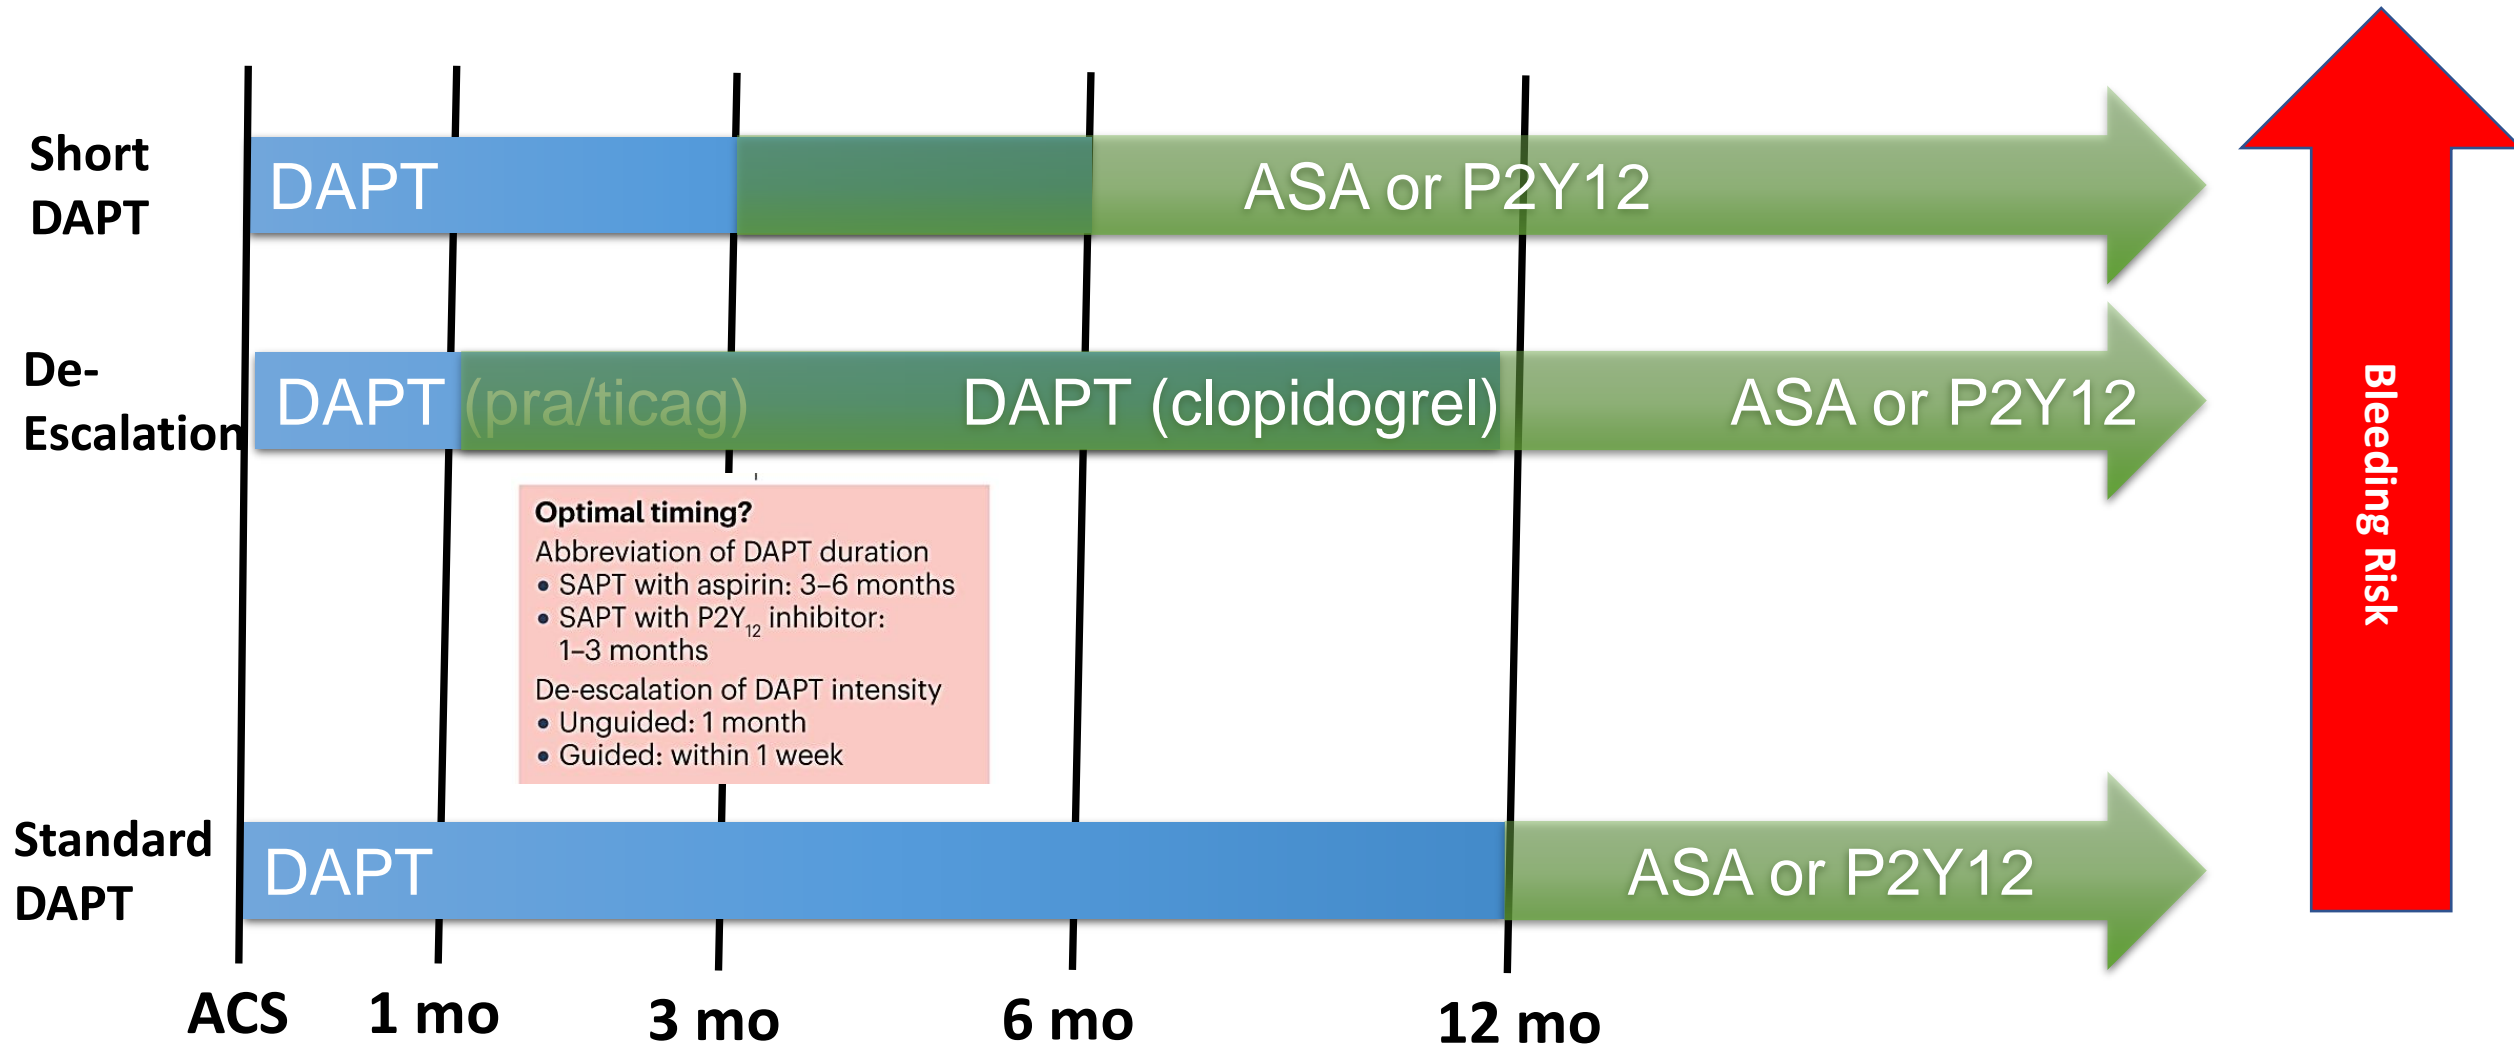 Short
DAPT
DAPT
ASA or P2Y12
De-
Escalation
DAPT (pra/ticag)
DAPT (clopidogrel)
ASA or P2Y12
Optimal timing?
Abbreviation of DAPT duration
• SAPT with aspirin: 3–6 months
• SAPT with P2Y12 inhibitor:
1–3 months
De-escalation of DAPT intensity
• Unguided: 1 month
• Guided: within 1 week
Standard
DAPT
DAPT
ASA or P2Y12
ACS
1 mo
3 mo
6 mo
12 mo
Bleeding Risk